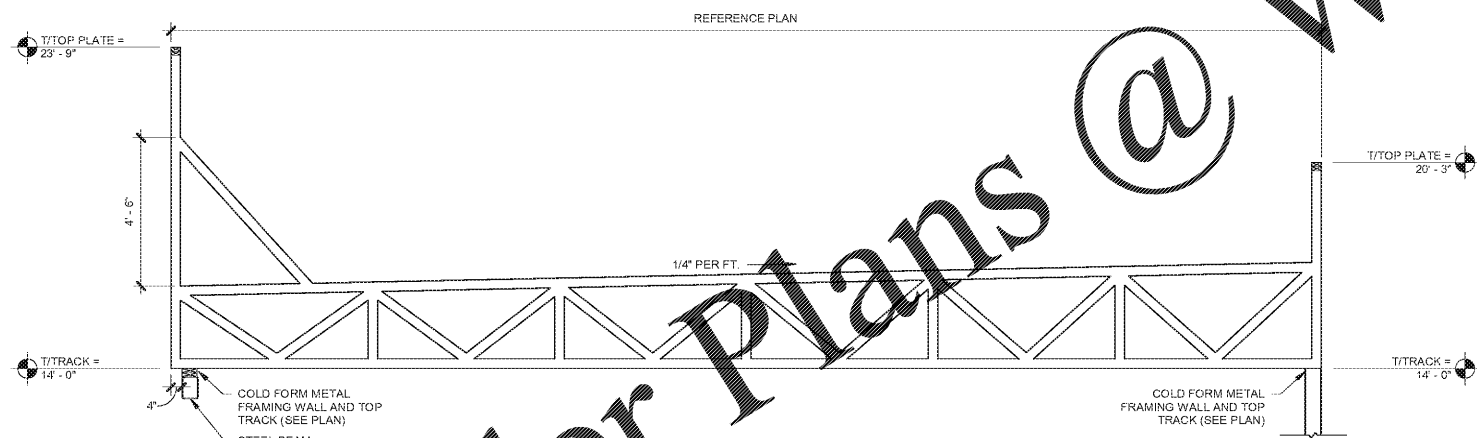 REFERENCE PLAN
T/TOP PLATE =
23' - 9"
T/TOP PLATE =
20' - 3"
4' - 6"
1/4" PER FT.
T/TRACK =
14' - 0"
T/TRACK =
14' - 0"
4"
COLD FORM METAL
FRAMING WALL AND TOP
TRACK (SEE PLAN)
COLD FORM METAL
FRAMING WALL AND TOP
TRACK (SEE PLAN)
Plans @